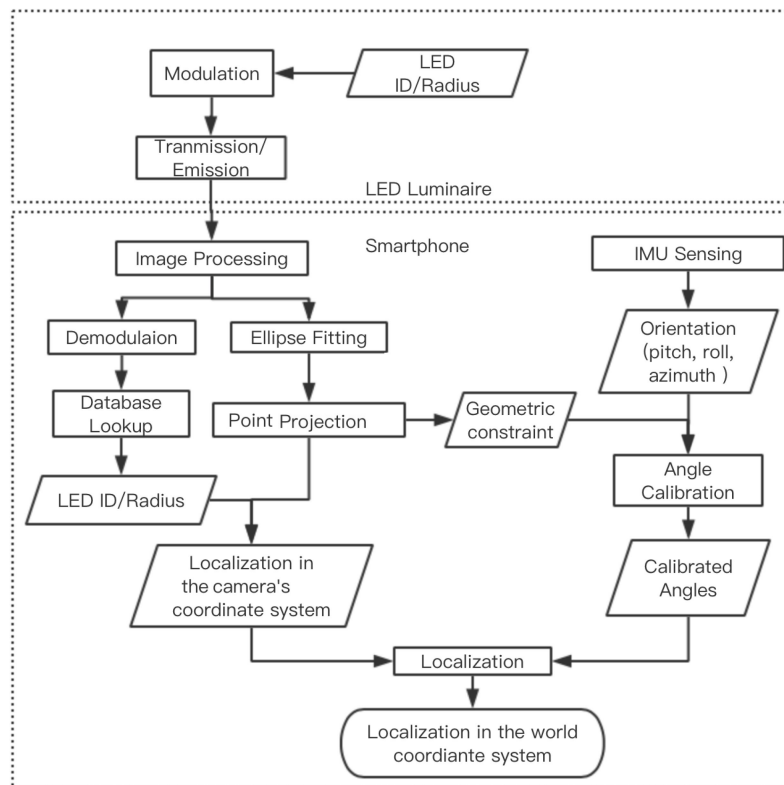 LED
ID/Radius
Modulation
Tranmission/
Emission
LED Luminaire
Smartphone
Image Processing
IMU Sensing
Demodulaion
Ellipse Fitting
Orientation
(pitch, roll,
azimuth )
Database
Lookup
Point Projection
Geometric
constraint
LED ID/Radius
Angle
Calibration
Localization in
the camera's
coordinate system
Calibrated
Angles
Localization
Localization in the world
coordiante system